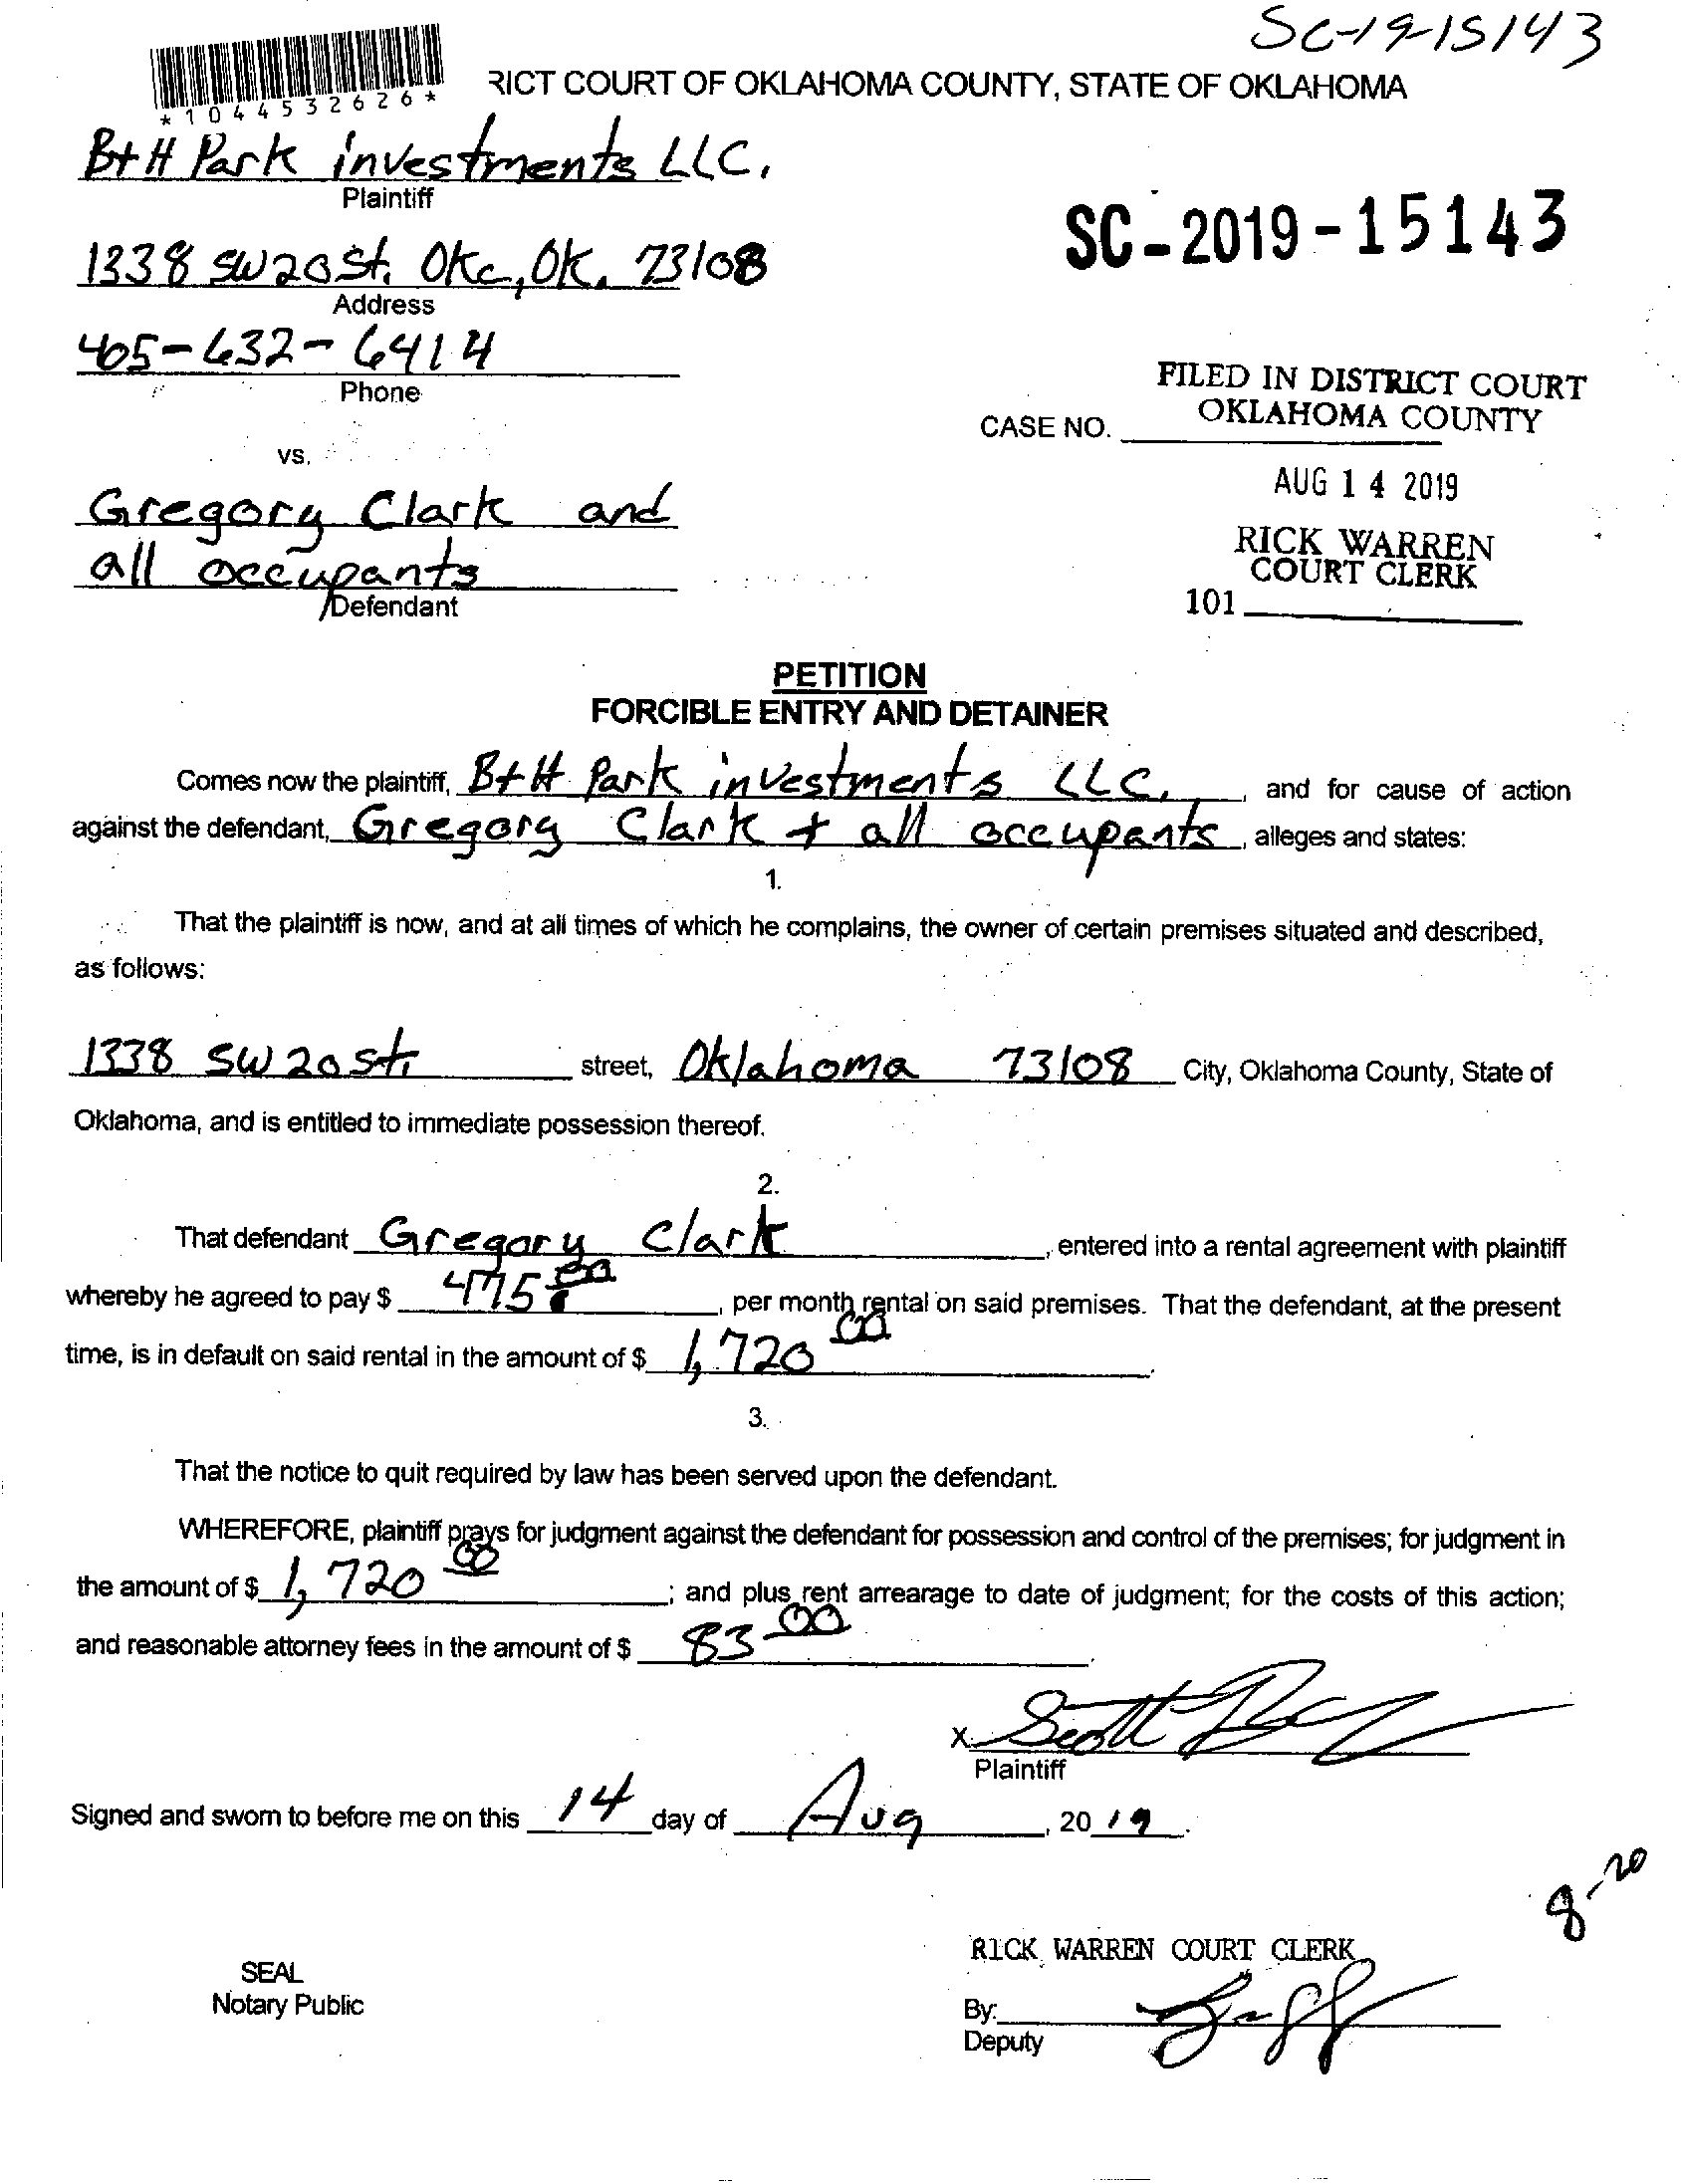 SC-19-15143
*1044532626*
RICT COURT OF OKLAHOMA COUNTY, STATE OF OKLAHOMA
B+H Park investments LLC.
Plaintiff
SC-2019-15143
1338 SW 20 St. Okc, OK. 73108
Address
405-632-6414
Phone
FILED IN DISTRICT COURT
OKLAHOMA COUNTY
CASE NO.
vs.
AUG 14 2019
Gregory Clark and
all occupants
Defendant
RICK WARREN
COURT CLERK
101
PETITION
FORCIBLE ENTRY AND DETAINER
Comes now the plaintiff, B+H Park investments LLC. , and for cause of action
against the defendant, Gregory Clark + all occupants, alleges and states:
1.
That the plaintiff is now, and at all times of which he complains, the owner of certain premises situated and described,
as follows:
1338 SW 20 St. street, Oklahoma 73108 City, Oklahoma County, State of
Oklahoma, and is entitled to immediate possession thereof.
2.
That defendant Gregory Clark , entered into a rental agreement with plaintiff
whereby he agreed to pay $ 475.00 , per month rental on said premises. That the defendant, at the present
time, is in default on said rental in the amount of $ 1,720 00 .
3.
That the notice to quit required by law has been served upon the defendant.
WHEREFORE, plaintiff prays for judgment against the defendant for possession and control of the premises; for judgment in
the amount of $ 1,720 00 ; and plus rent arrearage to date of judgment; for the costs of this action;
and reasonable attorney fees in the amount of $ 83 00 .
X Scott
Plaintiff
Signed and sworn to before me on this 14 day of Aug , 20 19 .
8-20
RICK WARREN COURT CLERK
SEAL
Notary Public
By:
Deputy